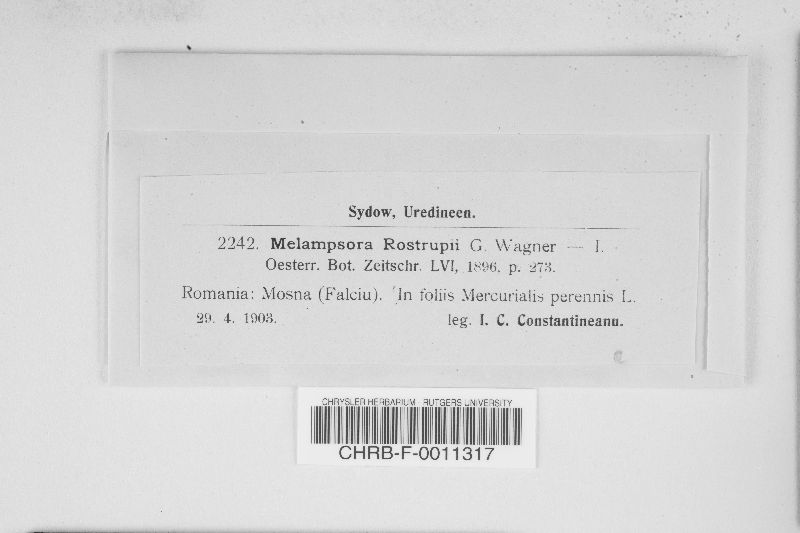 Sydow, Uredineen.
2242. Melampsora Rostrupii G. Wagner — I.
Oesterr. Bot. Zeitschr. LVI, 1896, p. 273.
Romania: Mosna (Falciu). In foliis Mercurialis perennis L.
29. 4. 1903. leg. I. C. Constantineanu.
CHRYSLER HERBARIUM - RUTGERS UNIVERSITY
CHRB-F-0011317